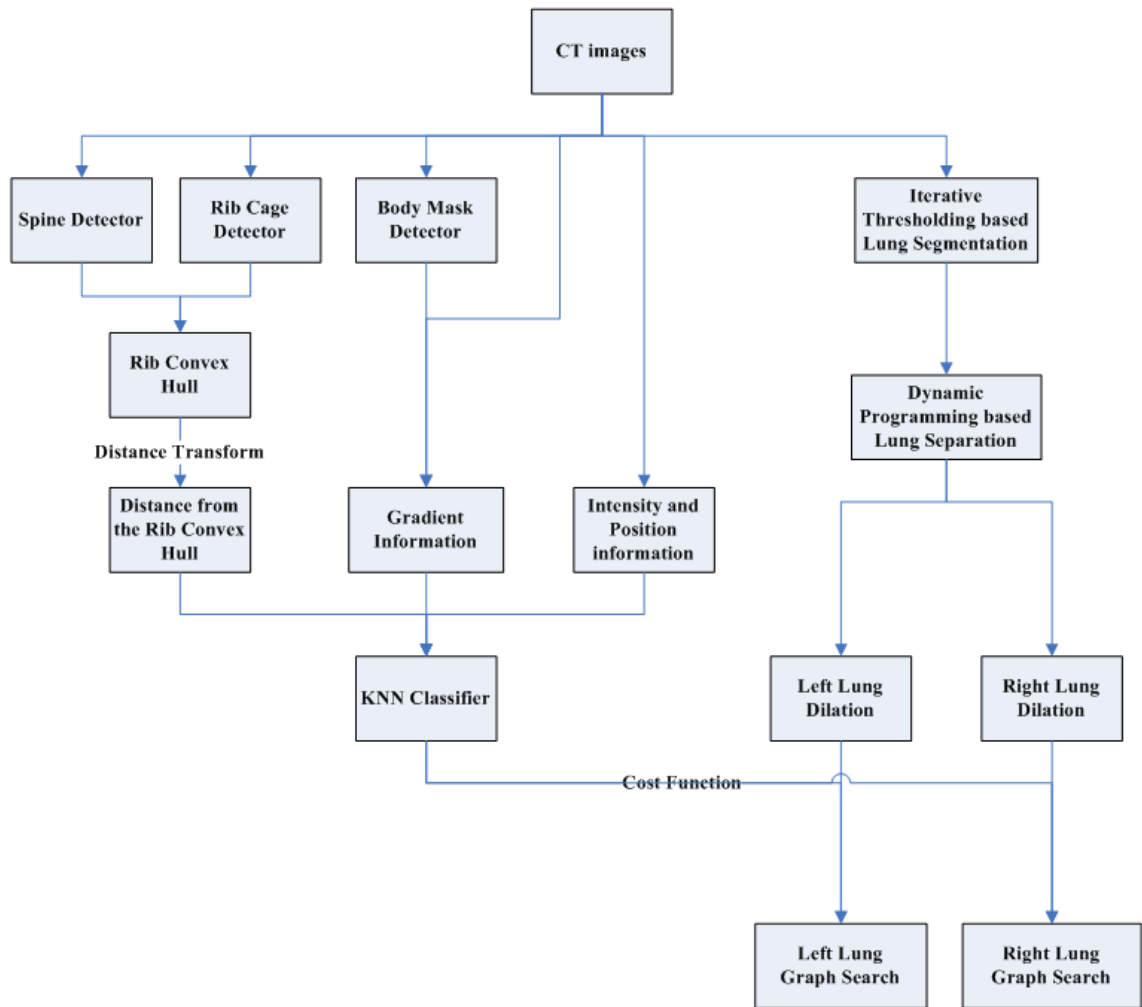 CT images
Spine Detector
Rib Cage
Detector
Body Mask
Detector
Iterative
Thresholding based
Lung Segmentation
Rib Convex
Hull
Dynamic
Programming based
Lung Separation
Distance Transform
Distance from
the Rib Convex
Hull
Gradient
Information
Intensity and
Position
information
KNN Classifier
Left Lung
Dilation
Right Lung
Dilation
Cost Function
Left Lung
Graph Search
Right Lung
Graph Search